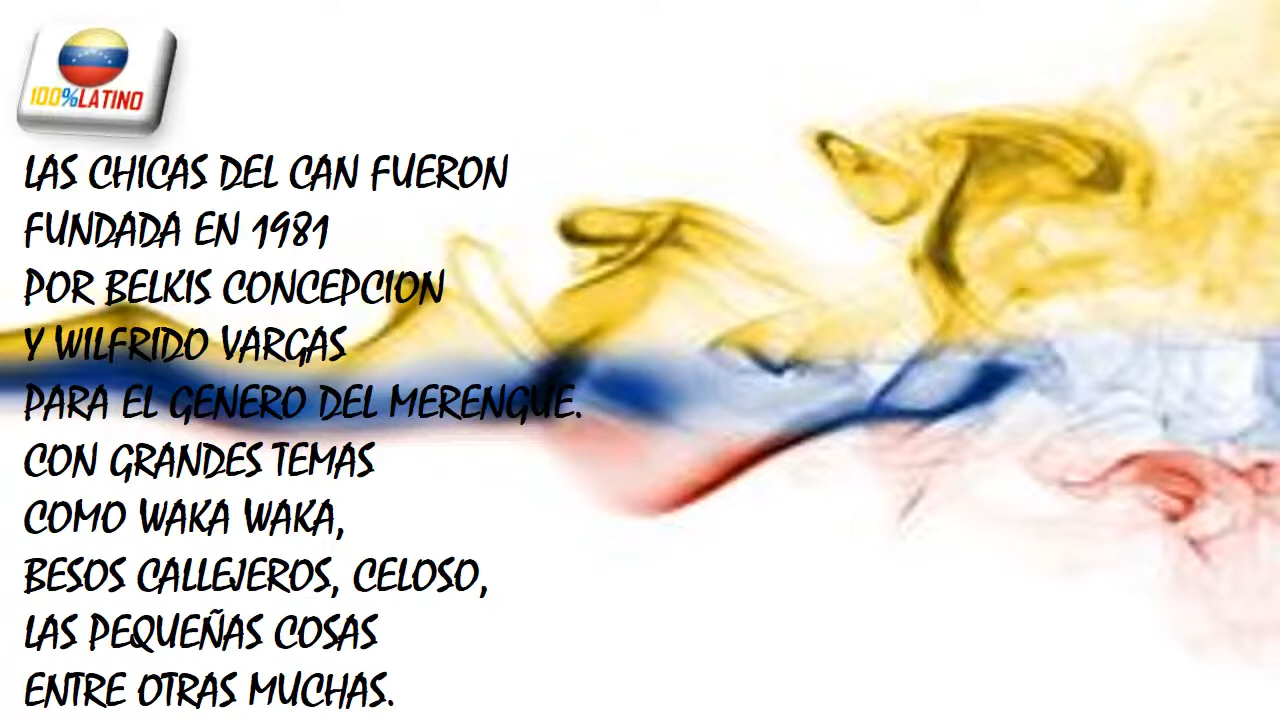 100%LATINO
LAS CHICAS DEL CAN FUERON
FUNDADA EN 1981
POR BELKIS CONCEPCION
Y WILFRIDO VARGAS
PARA EL GENERO DEL MERENGUE.
CON GRANDES TEMAS
COMO WAKA WAKA,
BESOS CALLEJEROS, CELOSO,
LAS PEQUEÑAS COSAS
ENTRE OTRAS MUCHAS.